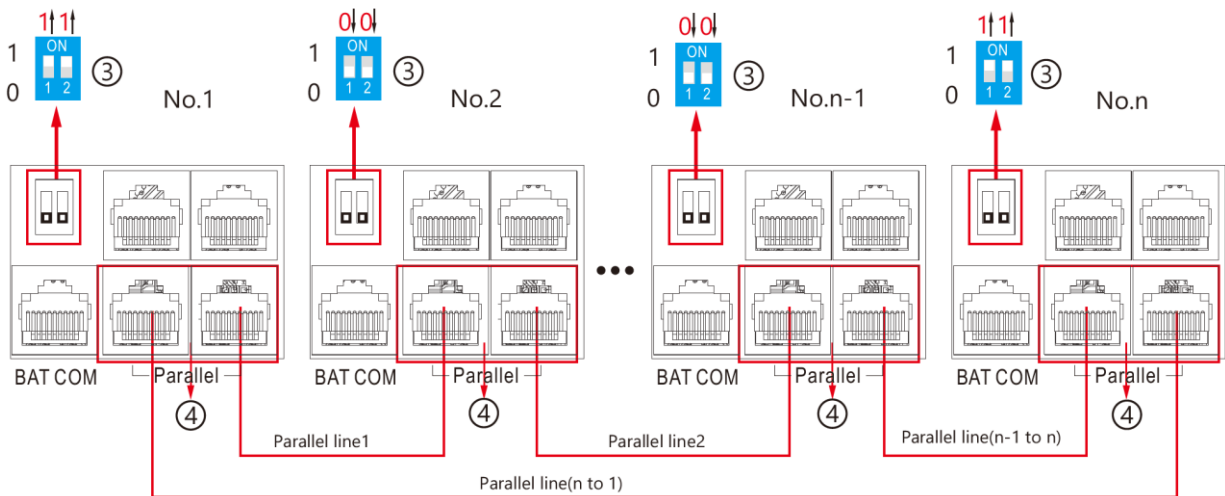 1 1
ON
1
0
1 2
③
No.1
0 0
ON
1
0
1 2
③
No.2
0 0
ON
1
0
1 2
③
No.n-1
1 1
ON
1
0
1 2
③
No.n
•••
BAT COM
Parallel
④
BAT COM
Parallel
④
BAT COM
Parallel
④
BAT COM
Parallel
④
Parallel line1
Parallel line2
Parallel line(n-1 to n)
Parallel line(n to 1)